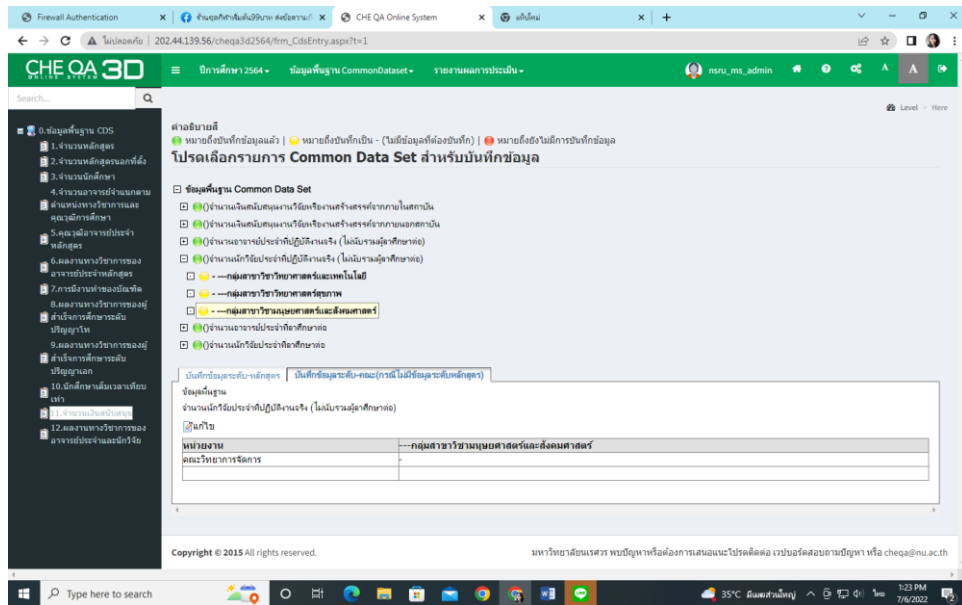 Firewall Authentication
CHE QA Online System
แท็บใหม่
ไม่ปลอดภัย | 202.44.139.56/cheqa3d2564/frm_CdsEntry.aspx?t=1
CHE QA 3D
ONLINE SYSTEM
ปีการศึกษา 2564
ข้อมูลพื้นฐาน CommonDataset
รายงานผลการประเมิน
nsru_ms_admin
A
A
Search...
Level > Here
0.ข้อมูลพื้นฐาน CDS
1.จำนวนหลักสูตร
2.จำนวนหลักสูตรนอกที่ตั้ง
3.จำนวนนักศึกษา
4.จำนวนอาจารย์จำแนกตาม
ตำแหน่งทางวิชาการและ
คุณวุฒิการศึกษา
5.คุณวุฒิอาจารย์ประจำ
หลักสูตร
6.ผลงานทางวิชาการของ
อาจารย์ประจำหลักสูตร
7.การมีงานทำของบัณฑิต
8.ผลงานทางวิชาการของผู้
สำเร็จการศึกษาระดับ
ปริญญาโท
9.ผลงานทางวิชาการของผู้
สำเร็จการศึกษาระดับ
ปริญญาเอก
10.นักศึกษาเต็มเวลาเทียบ
เท่า
11.จำนวนเงินสนับสนุน
12.ผลงานทางวิชาการของ
อาจารย์ประจำและนักวิจัย
คำอธิบายสี
หมายถึงบันทึกข้อมูลแล้ว | หมายถึงบันทึกเป็น - (ไม่มีข้อมูลที่ต้องบันทึก) | หมายถึงยังไม่มีการบันทึกข้อมูล
โปรดเลือกรายการ Common Data Set สำหรับบันทึกข้อมูล
ข้อมูลพื้นฐาน Common Data Set
()จำนวนเงินสนับสนุนงานวิจัยหรืองานสร้างสรรค์จากภายในสถาบัน
()จำนวนเงินสนับสนุนงานวิจัยหรืองานสร้างสรรค์จากภายนอกสถาบัน
()จำนวนอาจารย์ประจำที่ปฏิบัติงานจริง (ไม่นับรวมผู้ลาศึกษาต่อ)
()จำนวนนักวิจัยประจำที่ปฏิบัติงานจริง (ไม่นับรวมผู้ลาศึกษาต่อ)
- ---กลุ่มสาขาวิชาวิทยาศาสตร์และเทคโนโลยี
- ---กลุ่มสาขาวิชาวิทยาศาสตร์สุขภาพ
- ---กลุ่มสาขาวิชามนุษยศาสตร์และสังคมศาสตร์
()จำนวนอาจารย์ประจำที่ลาศึกษาต่อ
()จำนวนนักวิจัยประจำที่ลาศึกษาต่อ
บันทึกข้อมูลระดับ-หลักสูตร
บันทึกข้อมูลระดับ-คณะ(กรณีไม่มีข้อมูลระดับหลักสูตร)
ข้อมูลพื้นฐาน
จำนวนนักวิจัยประจำที่ปฏิบัติงานจริง (ไม่นับรวมผู้ลาศึกษาต่อ)
แก้ไข
หน่วยงาน
---กลุ่มสาขาวิชามนุษยศาสตร์และสังคมศาสตร์
คณะวิทยาการจัดการ
-
Copyright © 2015 All rights reserved.
มหาวิทยาลัยนเรศวร พบปัญหาหรือต้องการเสนอแนะโปรดติดต่อ เวปบอร์ดสอบถามปัญหา หรือ cheqa@nu.ac.th
Type here to search
35°C มีแดดส่วนใหญ่
ไทย
1:23 PM
7/6/2022
2